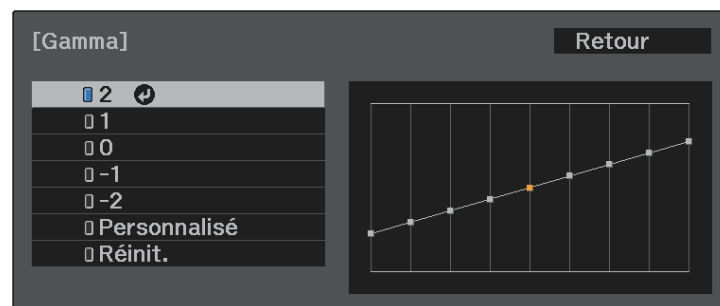 [Gamma]
Retour
2
1
0
-1
-2
Personnalisé
Réinit.